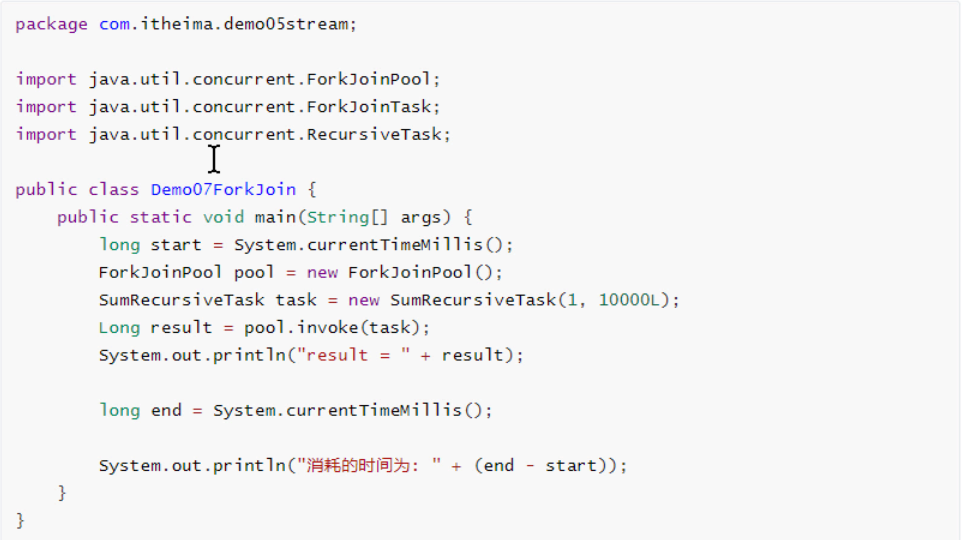 package com.itheima.demo05stream;
import java.util.concurrent.ForkJoinPool;
import java.util.concurrent.ForkJoinTask;
import java.util.concurrent.RecursiveTask;
public class Demo07ForkJoin {
    public static void main(String[] args) {
        long start = System.currentTimeMillis();
        ForkJoinPool pool = new ForkJoinPool();
        SumRecursiveTask task = new SumRecursiveTask(1, 10000L);
        Long result = pool.invoke(task);
        System.out.println("result = " + result);
        long end = System.currentTimeMillis();
        System.out.println("消耗的时间为: " + (end - start));
    }
}